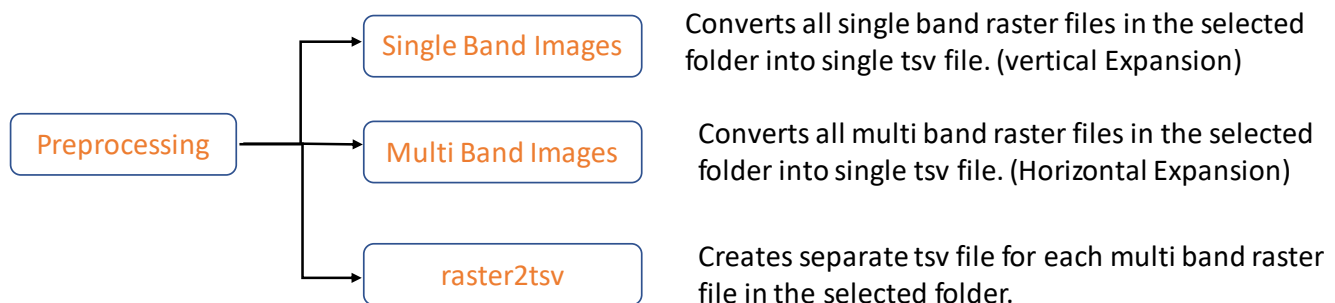 Preprocessing
Single Band Images
Converts all single band raster files in the selected
folder into single tsv file. (vertical Expansion)
Multi Band Images
Converts all multi band raster files in the selected
folder into single tsv file. (Horizontal Expansion)
raster2tsv
Creates separate tsv file for each multi band raster
file in the selected folder.